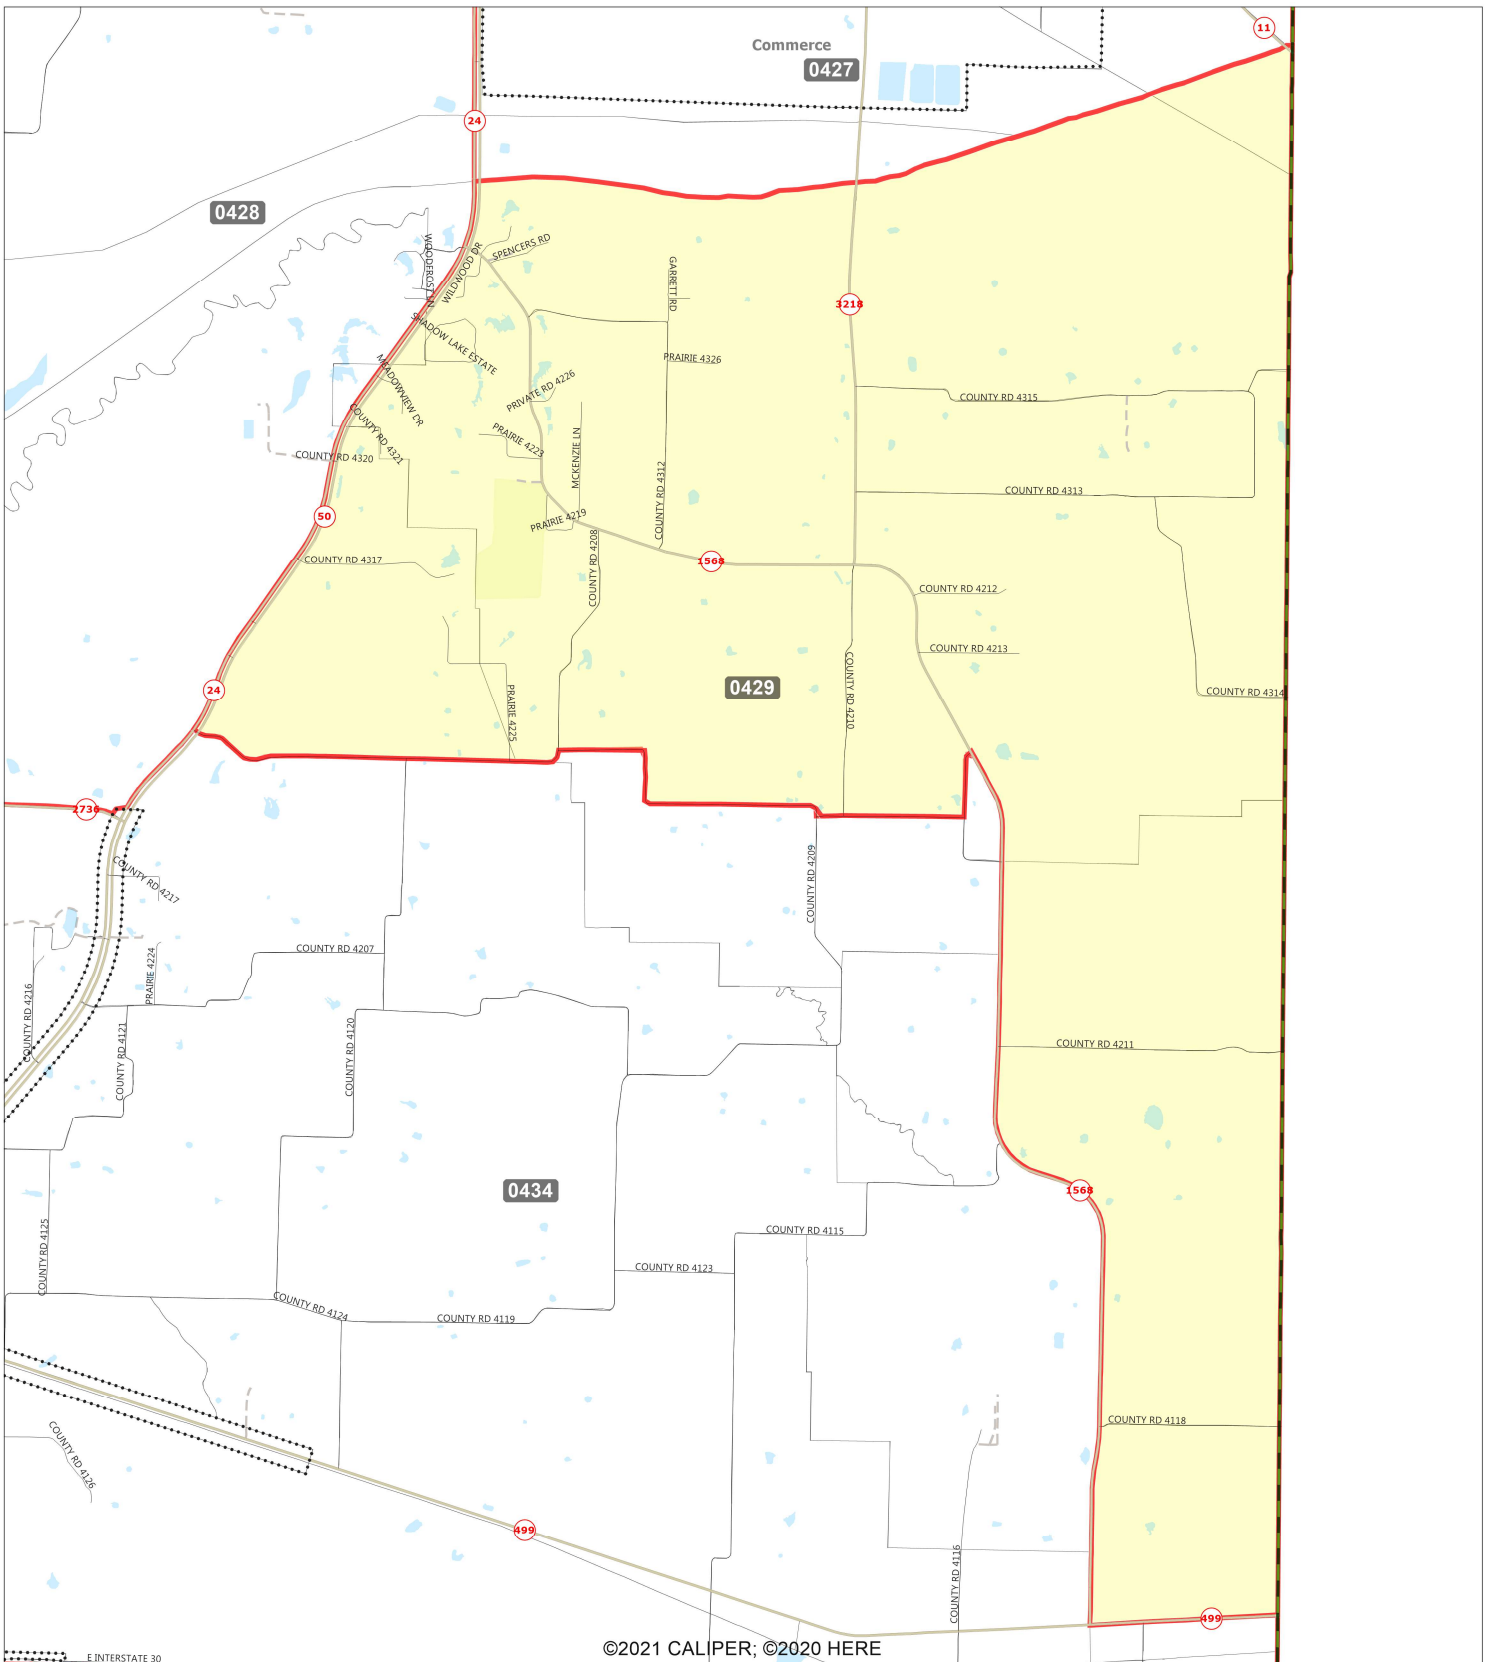 11
Commerce
0427
24
0428
WOODFROST LN
WILDWOOD DR
SPENCERS RD
GARRETT RD
3218
SHADOW LAKE ESTATE
PRAIRIE 4326
MEADOWVIEW DR
PRIVATE RD 4226
COUNTY RD 4315
COUNTY RD 4321
PRAIRIE 4223
MCKENZIE LN
COUNTY RD 4320
COUNTY RD 4312
COUNTY RD 4313
50
PRAIRIE 4219
COUNTY RD 4317
COUNTY RD 4208
1568
COUNTY RD 4212
COUNTY RD 4213
24
0429
COUNTY RD 4210
PRAIRIE 4225
COUNTY RD 4314
2736
COUNTY RD 4217
COUNTY RD 4209
COUNTY RD 4207
PRAIRIE 4224
COUNTY RD 4216
COUNTY RD 4121
COUNTY RD 4120
COUNTY RD 4211
0434
1568
COUNTY RD 4125
COUNTY RD 4115
COUNTY RD 4123
COUNTY RD 4124
COUNTY RD 4119
COUNTY RD 4118
COUNTY RD 4126
499
COUNTY RD 4116
499
©2021 CALIPER; ©2020 HERE
E INTERSTATE 30